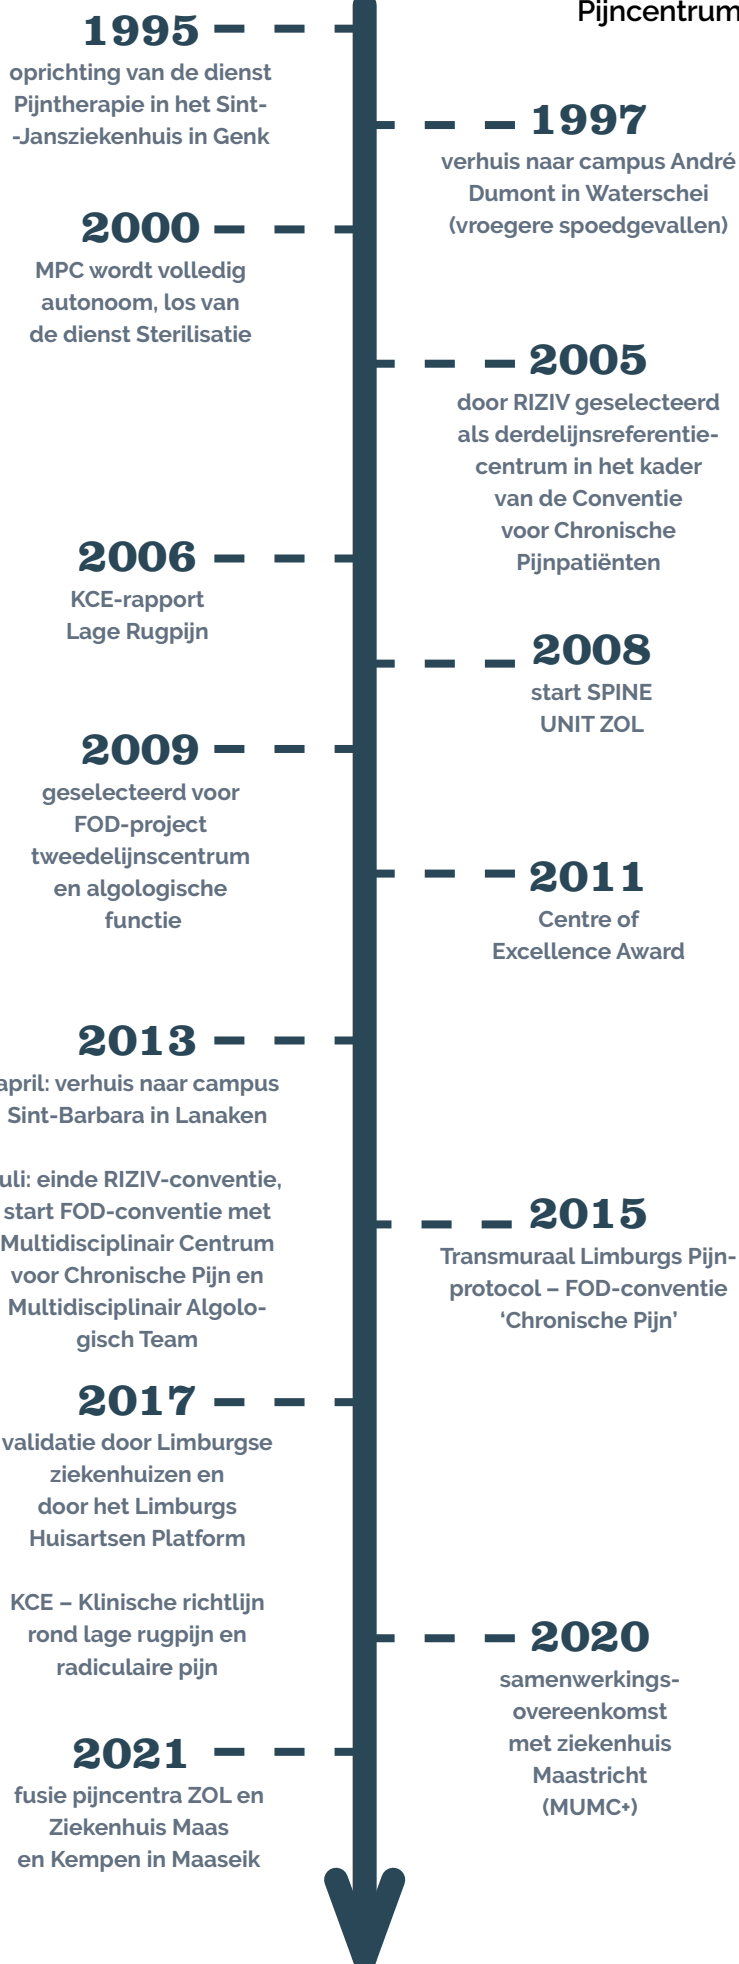 Pijncentrum
1995
oprichting van de dienst
Pijntherapie in het Sint-
-Jansziekenhuis in Genk
1997
verhuis naar campus André
Dumont in Waterschei
(vroegere spoedgevallen)
2000
MPC wordt volledig
autonoom, los van
de dienst Sterilisatie
2005
door RIZIV geselecteerd
als derdelijnsreferentie-
centrum in het kader
van de Conventie
voor Chronische
Pijnpatiënten
2006
KCE-rapport
Lage Rugpijn
2008
start SPINE
UNIT ZOL
2009
geselecteerd voor
FOD-project
tweedelijnscentrum
en algologische
functie
2011
Centre of
Excellence Award
2013
april: verhuis naar campus
Sint-Barbara in Lanaken
uli: einde RIZIV-conventie,
start FOD-conventie met
Multidisciplinair Centrum
voor Chronische Pijn en
Multidisciplinair Algolo-
gisch Team
2015
Transmuraal Limburgs Pijn-
protocol – FOD-conventie
‘Chronische Pijn’
2017
validatie door Limburgse
ziekenhuizen en
door het Limburgs
Huisartsen Platform
KCE – Klinische richtlijn
rond lage rugpijn en
radiculaire pijn
2020
samenwerkings-
overeenkomst
met ziekenhuis
Maastricht
(MUMC+)
2021
fusie pijncentra ZOL en
Ziekenhuis Maas
en Kempen in Maaseik